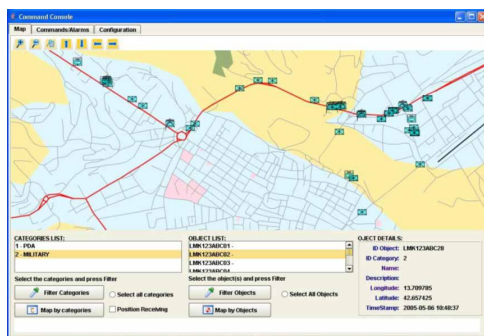 Command Console
Map Commands/Alarms Configuration
CATEGORIES LIST:
1 - PDA
2 - MILITARY
Select the categories and press Filter
Filter Categories
Select all categories
Map by categories
Position Receiving
OBJECT LIST:
LMK123ABC01 -
LMK123ABC02 -
LMK123ABC03 -
LMK123ABC04
Select the abject(s) and press Filter
Filter Objects
Select All Objects
Map by Objects
OJECT DETAILS:
ID Object: LMK123ABC28
ID Category: 2
Name:
Description:
Longitude: 13,709785
Latitude: 42,657425
TimeStamp: 2005-05-06 10:48:37